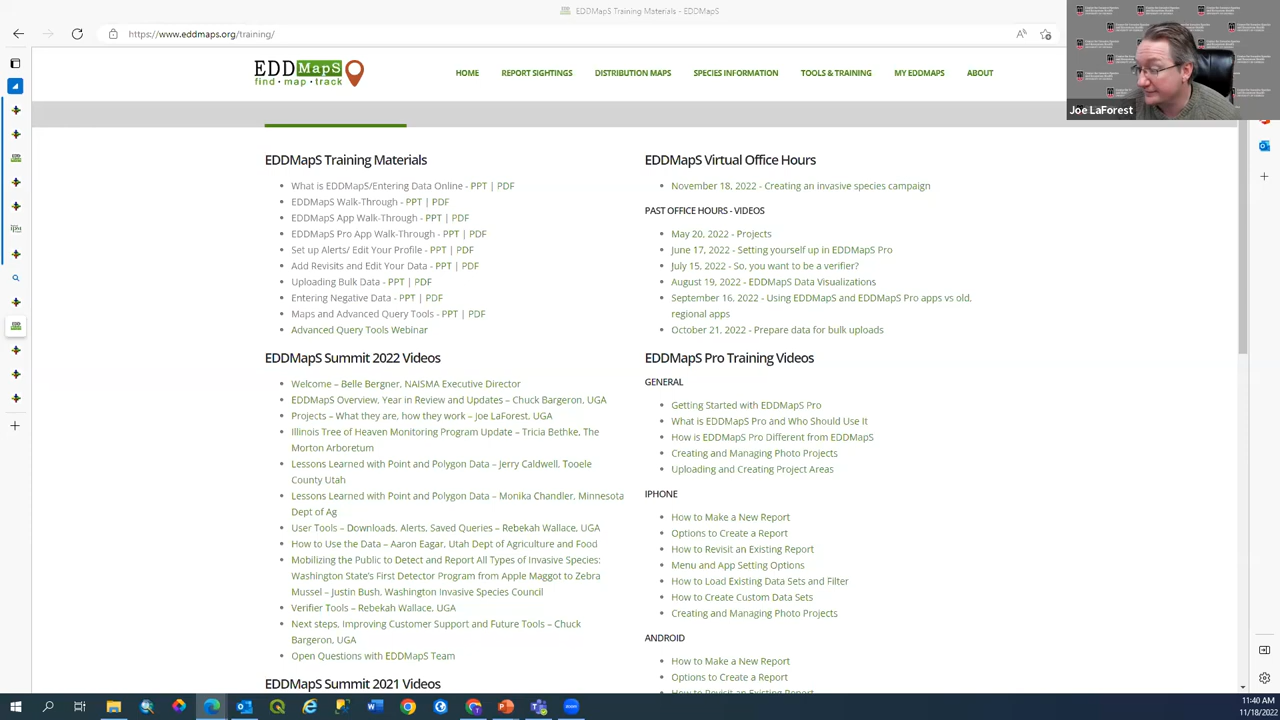 EDDMapS Training Materials - EDDMapS
https://www.eddmaps.org/training/
Joe LaForest
EDDMapS
find • map • track
HOME REPORT SIGHTINGS DISTRIBUTION MAPS SPECIES INFORMATION TOOLS & TRAINING MY EDDMAPS ABOUT
EDDMapS Training Materials
What is EDDMapS/Entering Data Online - PPT | PDF
EDDMapS Walk-Through - PPT | PDF
EDDMapS App Walk-Through - PPT | PDF
EDDMapS Pro App Walk-Through - PPT | PDF
Set up Alerts/ Edit Your Profile - PPT | PDF
Add Revisits and Edit Your Data - PPT | PDF
Uploading Bulk Data - PPT | PDF
Entering Negative Data - PPT | PDF
Maps and Advanced Query Tools - PPT | PDF
Advanced Query Tools Webinar
EDDMapS Summit 2022 Videos
Welcome – Belle Bergner, NAISMA Executive Director
EDDMapS Overview, Year in Review and Updates – Chuck Bargeron, UGA
Projects – What they are, how they work – Joe LaForest, UGA
Illinois Tree of Heaven Monitoring Program Update – Tricia Bethke, The
Morton Arboretum
Lessons Learned with Point and Polygon Data – Jerry Caldwell, Tooele
County Utah
Lessons Learned with Point and Polygon Data – Monika Chandler, Minnesota
Dept of Ag
User Tools – Downloads, Alerts, Saved Queries – Rebekah Wallace, UGA
How to Use the Data – Aaron Eagar, Utah Dept of Agriculture and Food
Mobilizing the Public to Detect and Report All Types of Invasive Species:
Washington State's First Detector Program from Apple Maggot to Zebra
Mussel – Justin Bush, Washington Invasive Species Council
Verifier Tools – Rebekah Wallace, UGA
Next steps, Improving Customer Support and Future Tools – Chuck
Bargeron, UGA
Open Questions with EDDMapS Team
EDDMapS Summit 2021 Videos
EDDMapS Virtual Office Hours
November 18, 2022 - Creating an invasive species campaign
PAST OFFICE HOURS - VIDEOS
May 20, 2022 - Projects
June 17, 2022 - Setting yourself up in EDDMapS Pro
July 15, 2022 - So, you want to be a verifier?
August 19, 2022 - EDDMapS Data Visualizations
September 16, 2022 - Using EDDMapS and EDDMapS Pro apps vs old,
regional apps
October 21, 2022 - Prepare data for bulk uploads
EDDMapS Pro Training Videos
GENERAL
Getting Started with EDDMapS Pro
What is EDDMapS Pro and Who Should Use It
How is EDDMapS Pro Different from EDDMapS
Creating and Managing Photo Projects
Uploading and Creating Project Areas
IPHONE
How to Make a New Report
Options to Create a Report
How to Revisit an Existing Report
Menu and App Setting Options
How to Load Existing Data Sets and Filter
How to Create Custom Data Sets
Creating and Managing Photo Projects
ANDROID
How to Make a New Report
Options to Create a Report
How to Revisit an Existing Report
11:40 AM
11/18/2022